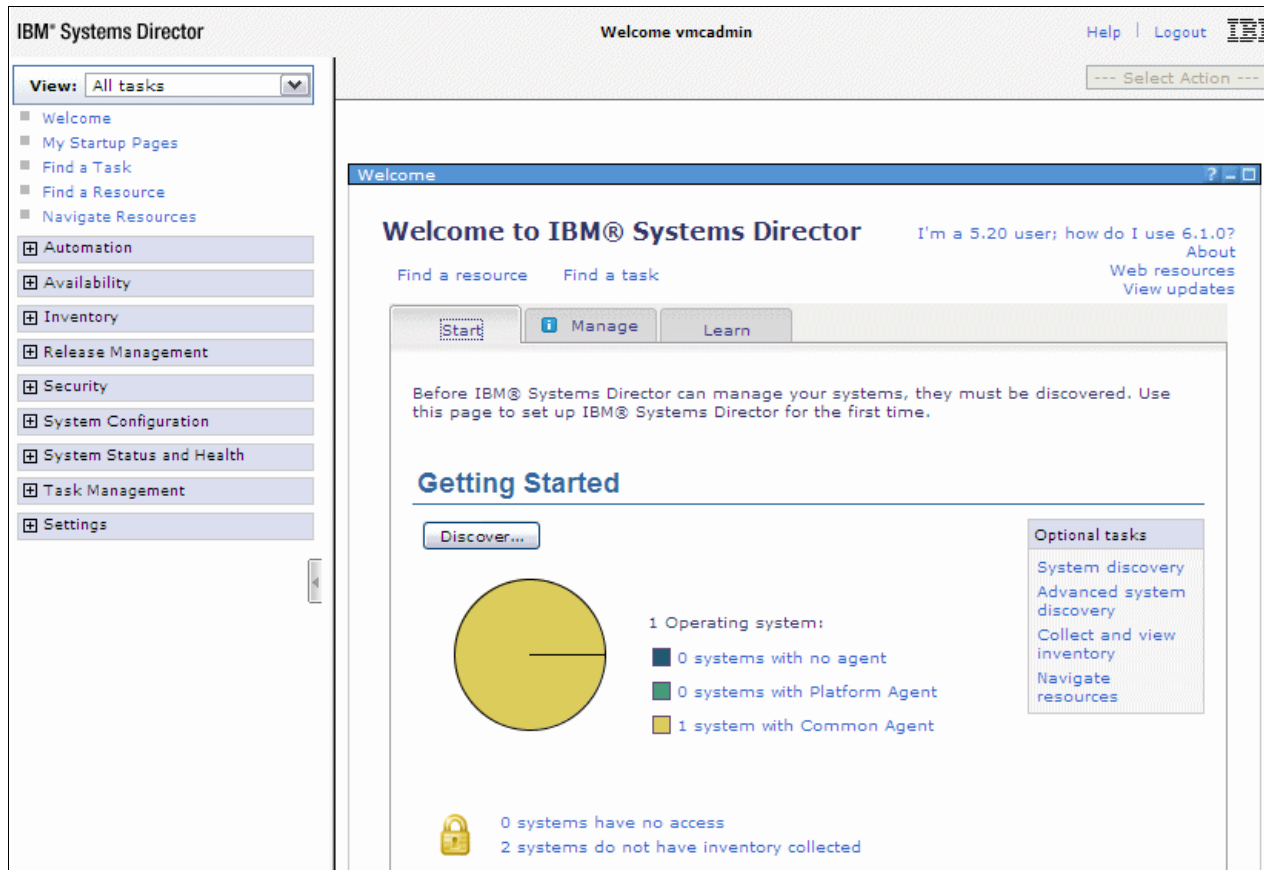 IBM® Systems Director
Welcome vmcadmin
Help | Logout
IBM
View: All tasks
--- Select Action ---
Welcome
My Startup Pages
Find a Task
Find a Resource
Navigate Resources
Automation
Availability
Inventory
Release Management
Security
System Configuration
System Status and Health
Task Management
Settings
Welcome
Welcome to IBM® Systems Director
I'm a 5.20 user; how do I use 6.1.0?
About
Web resources
View updates
Find a resource
Find a task
Start
Manage
Learn
Before IBM® Systems Director can manage your systems, they must be discovered. Use
this page to set up IBM® Systems Director for the first time.
Getting Started
Discover...
1 Operating system:
0 systems with no agent
0 systems with Platform Agent
1 system with Common Agent
Optional tasks
System discovery
Advanced system
discovery
Collect and view
inventory
Navigate
resources
0 systems have no access
2 systems do not have inventory collected